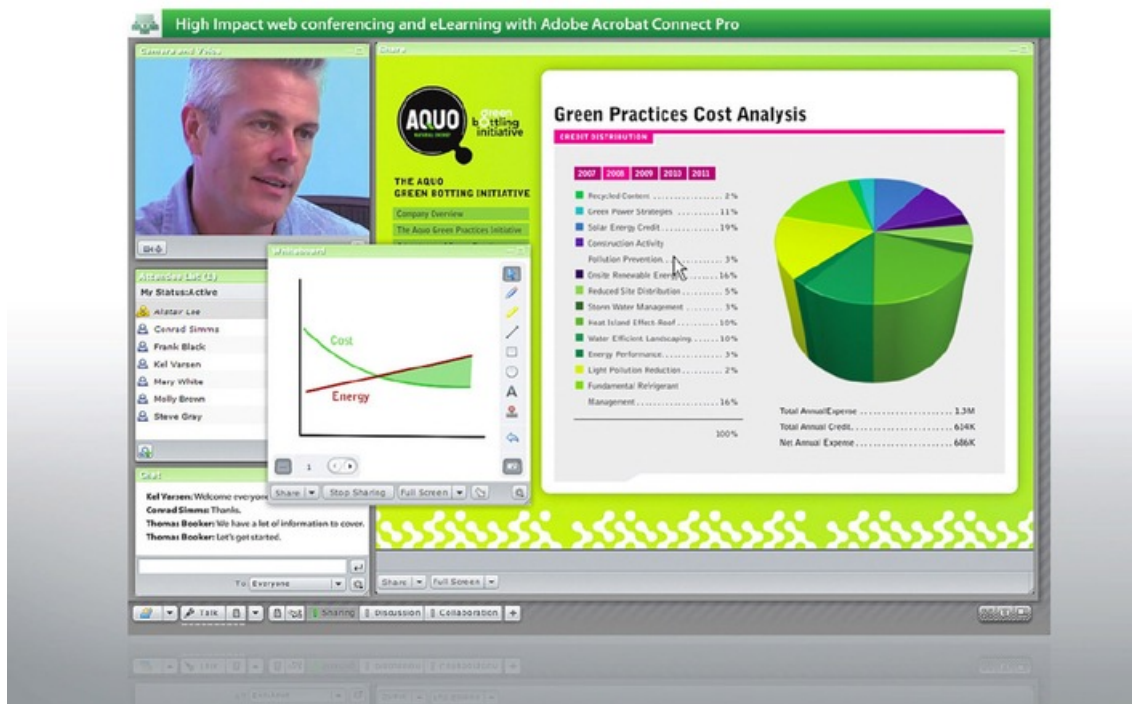 High Impact web conferencing and eLearning with Adobe Acrobat Connect Pro
Camera and Voice
Share
AQUO
NATURAL ENERGY
green
bottling
initiative
THE AQUO
GREEN BOTTING INITIATIVE
Company Overview
The Aquo Green Practices Initiative
Green Practices Cost Analysis
CREDIT DISTRIBUTION
2007 2008 2009 2010 2011
Recycled Content 2%
Green Power Strategies 11%
Solar Energy Credit 19%
Construction Activity
Pollution Prevention 3%
Onsite Renewable Energy 16%
Reduced Site Distribution 5%
Storm Water Management 3%
Heat Island Effect-Roof 10%
Water Efficient Landscaping 10%
Energy Performance 3%
Light Pollution Reduction 2%
Fundamental Refrigerant
Management 16%
100%
Total AnnualExpense 1.3M
Total Annual Credit 614K
Net Annual Expense 686K
Whiteboard
Cost
Energy
A
1
Share Stop Sharing Full Screen
Attendee List
My Status:Active
Alistair Lee
Conrad Simms
Frank Black
Kel Varsen
Mary White
Molly Brown
Steve Gray
Chat
Kel Varsen: Welcome everyone
Conrad Simms: Thanks.
Thomas Booker: We have a lot of information to cover.
Thomas Booker: Let's get started.
To: Everyone
Share Full Screen
Talk Sharing Discussion Collaboration +